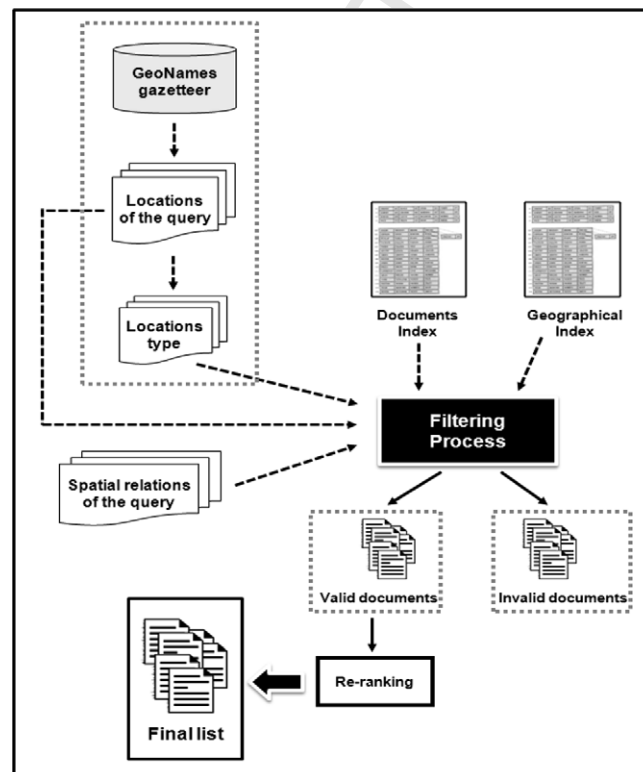 GeoNames
gazetteer
Locations
of the query
Locations
type
Documents
Index
Geographical
Index
Filtering
Process
Spatial relations
of the query
Valid documents
Invalid documents
Re-ranking
Final list